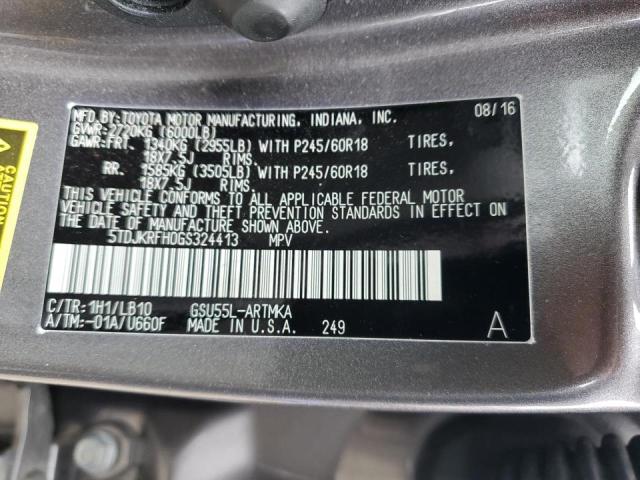 MFD.BY:TOYOTA MOTOR MANUFACTURING, INDIANA, INC. 08/16
GVWR:2720KG (6000LB)
GAWR:FRT. 1340KG (2955LB) WITH P245/60R18 TIRES,
18X7.5J RIMS.
RR. 1585KG (3505LB) WITH P245/60R18 TIRES,
18X7.5J RIMS.
THIS VEHICLE CONFORMS TO ALL APPLICABLE FEDERAL MOTOR
VEHICLE SAFETY AND THEFT PREVENTION STANDARDS IN EFFECT ON
THE DATE OF MANUFACTURE SHOWN ABOVE.
5TDJKRFH0GS324413 MPV
C/TR:1H1/LB10 GSU55L-ARTMKA
A/TM:-01A/U660F MADE IN U.S.A. 249 A
CAUTION